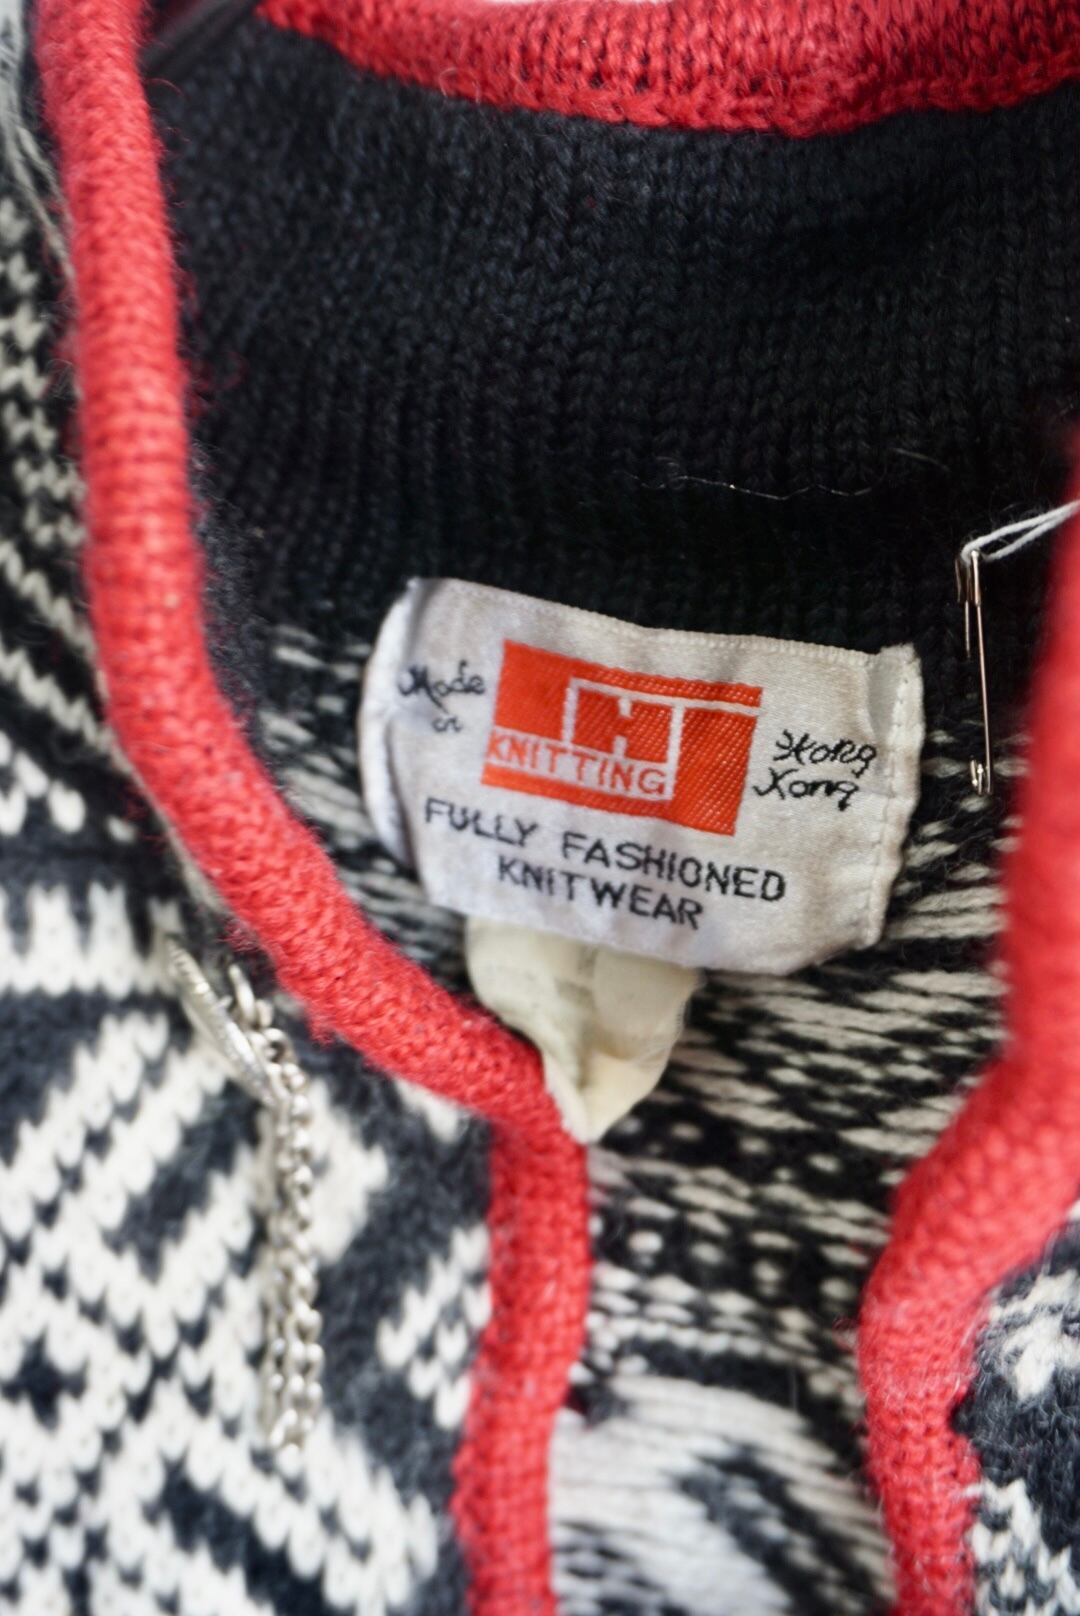 Made
in
KNITTING
Hong
Kong
FULLY FASHIONED
KNITWEAR